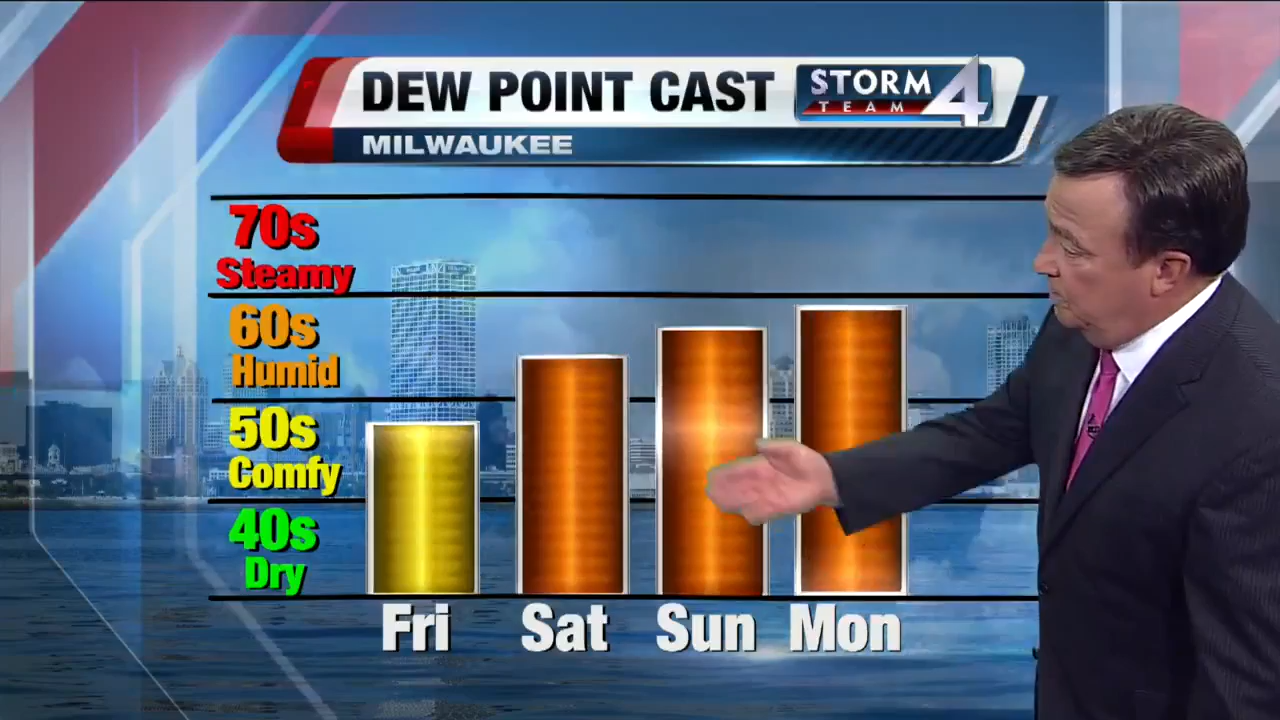 DEW POINT CAST
STORM 4
TEAM
MILWAUKEE
70s
Steamy
60s
Humid
50s
Comfy
40s
Dry
Fri Sat Sun Mon